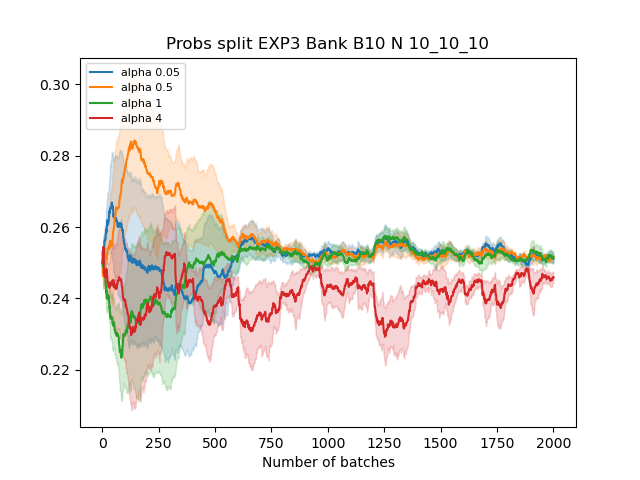 Probs split EXP3 Bank B10 N 10_10_10
alpha 0.05
alpha 0.5
alpha 1
alpha 4
0.30
0.28
0.26
0.24
0.22
0 250 500 750 1000 1250 1500 1750 2000
Number of batches